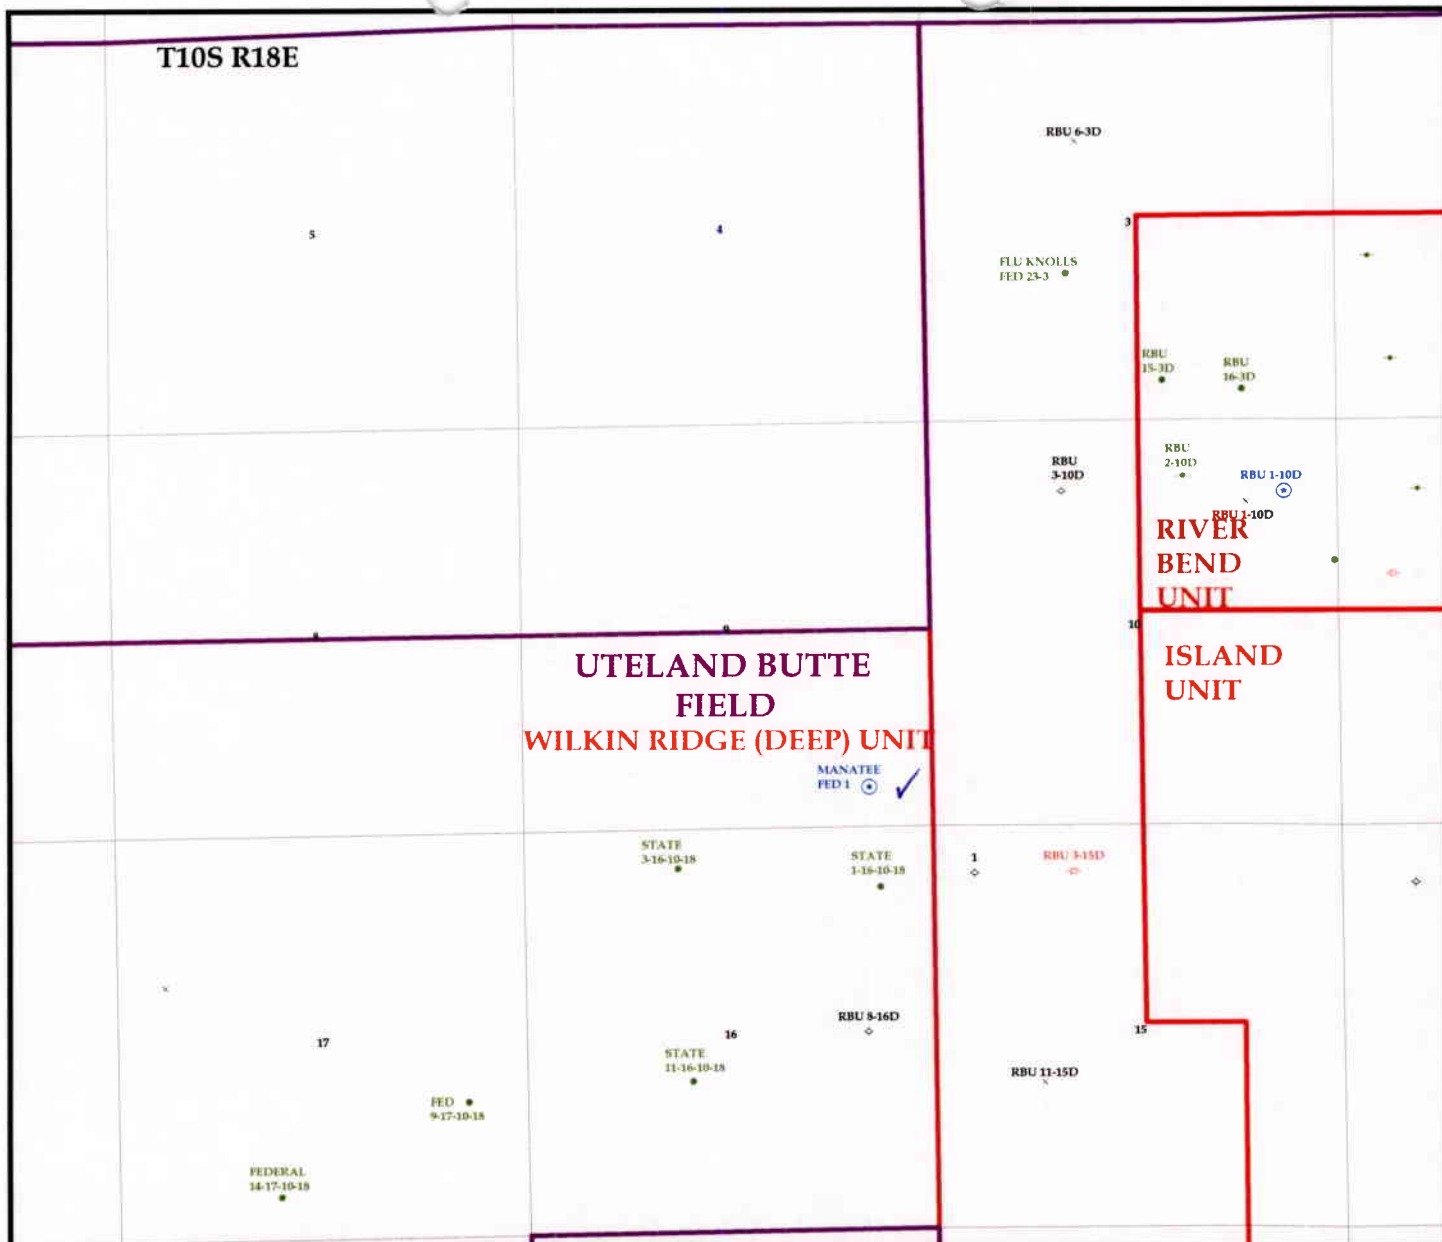 T10S R18E
RBU 6-3D
5
4
3
FLU KNOLLS
FED 23-3
RBU
15-3D
RBU
16-3D
RBU
3-10D
RBU
2-10D
RBU 1-10D
RBU 1-10D
RIVER
BEND
UNIT
8
9
10
UTELAND BUTTE
FIELD
WILKIN RIDGE (DEEP) UNIT
ISLAND
UNIT
MANATEE
FED 1
STATE
3-16-10-18
STATE
1-16-10-18
1
RBU 3-15D
RBU 8-16D
17
16
15
STATE
11-16-10-18
RBU 11-15D
FED
9-17-10-18
FEDERAL
14-17-10-18